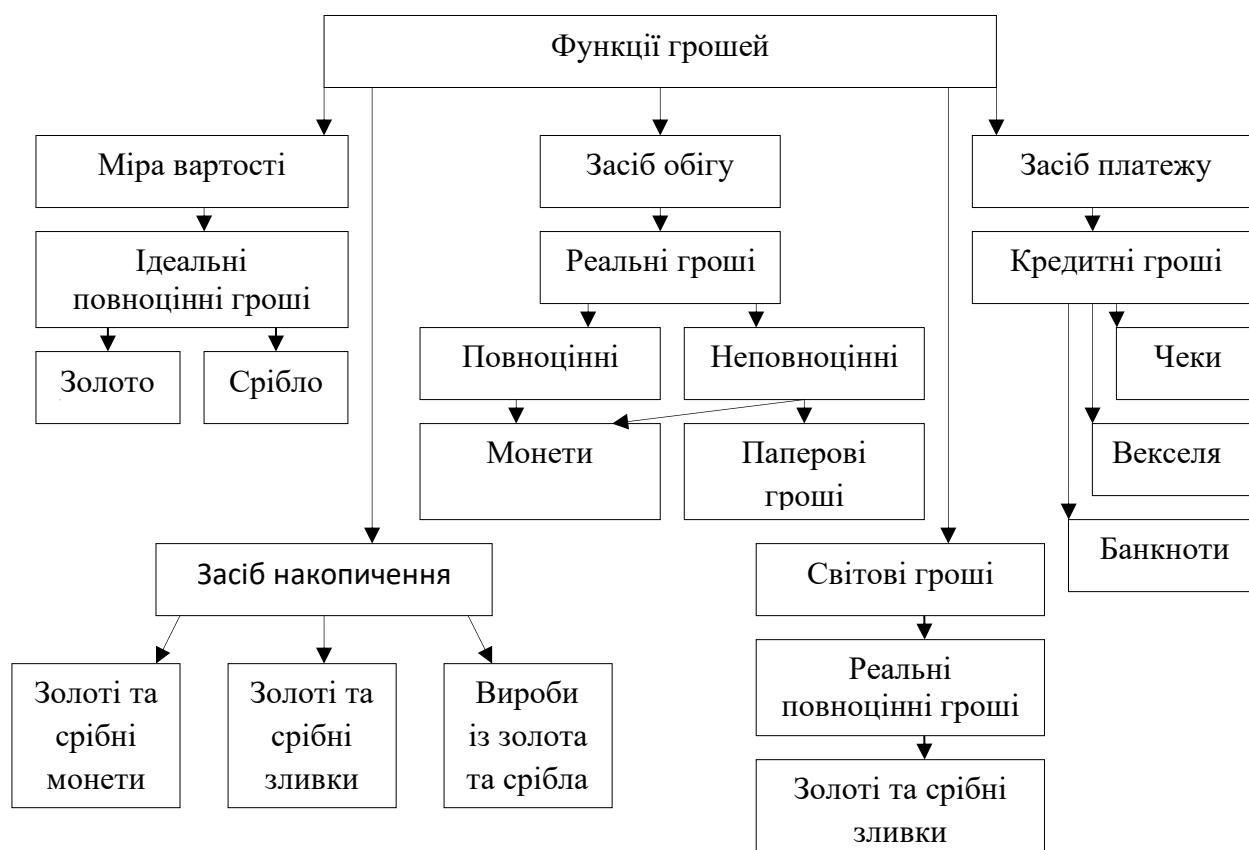 Функції грошей
Міра вартості
Засіб обігу
Засіб платежу
Ідеальні
повноцінні гроші
Реальні гроші
Кредитні гроші
Золото
Срібло
Повноцінні
Неповноцінні
Чеки
Монети
Паперові
гроші
Векселя
Банкноти
Засіб накопичення
Світові гроші
Золоті та
срібні
монети
Золоті та
срібні
зливки
Вироби
із золота
та срібла
Реальні
повноцінні гроші
Золоті та срібні
зливки